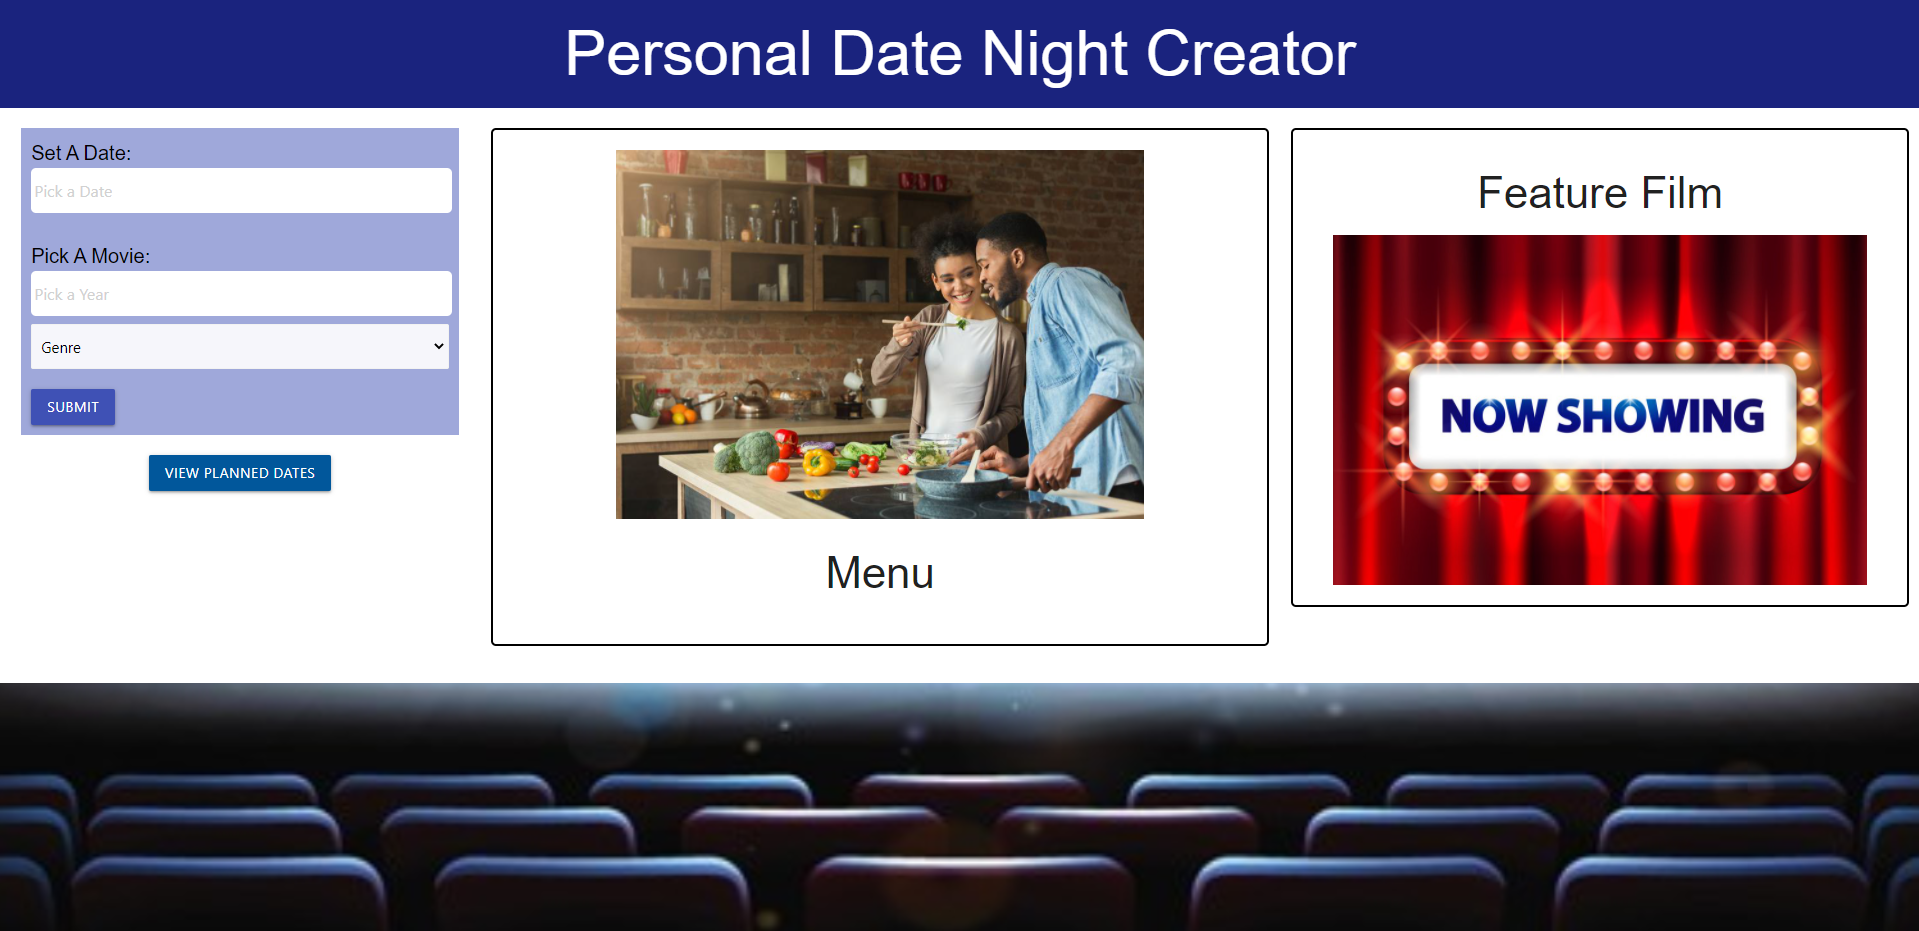 Personal Date Night Creator
Set A Date:
Pick a Date
Pick A Movie:
Pick a Year
Genre
SUBMIT
VIEW PLANNED DATES
Menu
Feature Film
NOW SHOWING